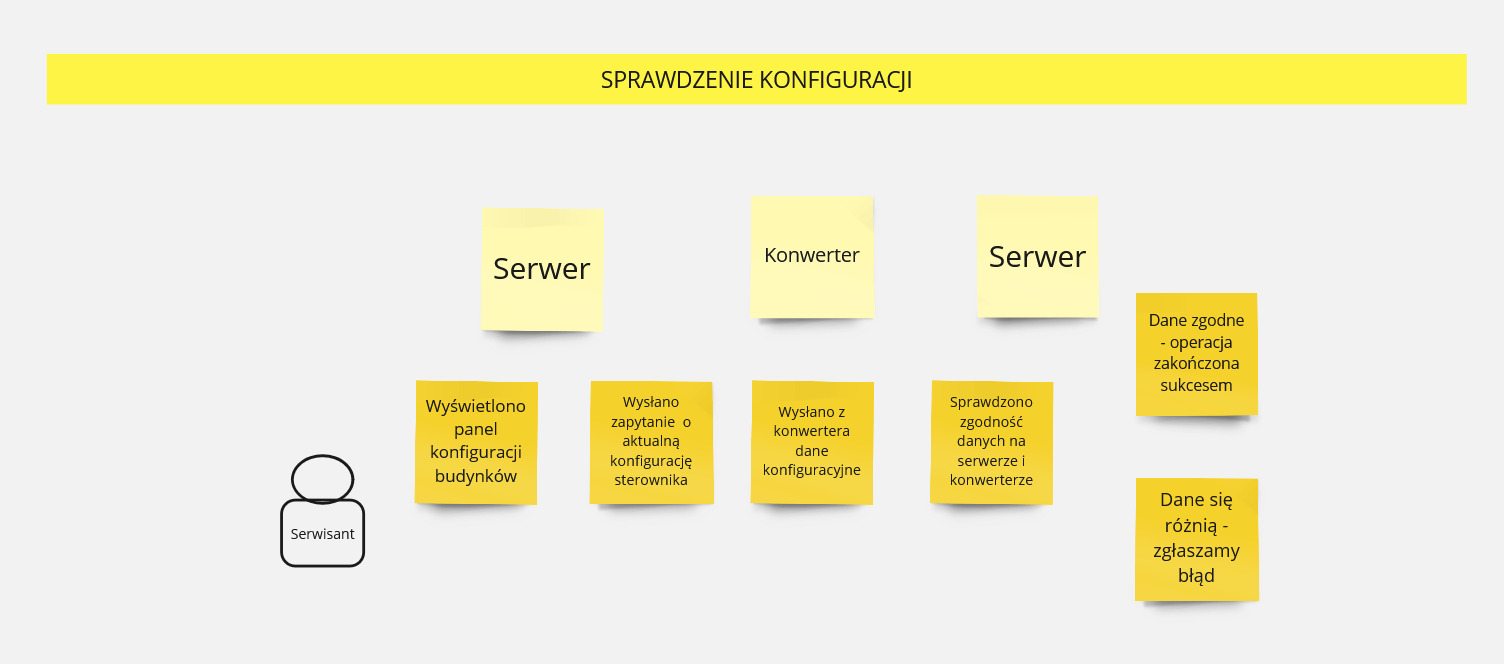 SPRAWDZENIE KONFIGURACJI
Serwer
Konwerter
Serwer
Dane zgodne
- operacja
zakończona
sukcesem
Wyświetlono
panel
konfiguracji
budynków
Wysłano
zapytanie o
aktualną
konfigurację
sterownika
Wysłano z
konwertera
dane
konfiguracyjne
Sprawdzono
zgodność
danych na
serwerze i
konwerterze
Dane się
różnią -
zgłaszamy
błąd
Serwisant